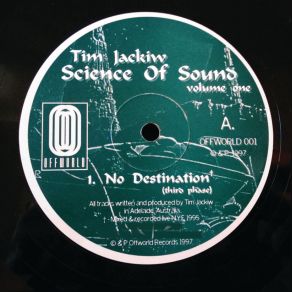 Tim Jackiw
Science Of Sound
volume one
OFFWORLD
A.
OFFWORLD 001
© & ℗ 1997
1. No Destination†
(third phase)
All tracks written and produced by Tim Jackiw
in Adelaide, Australia.
† Mixed & recorded live N.Y.E. 1995
© & ℗ Offworld Records 1997